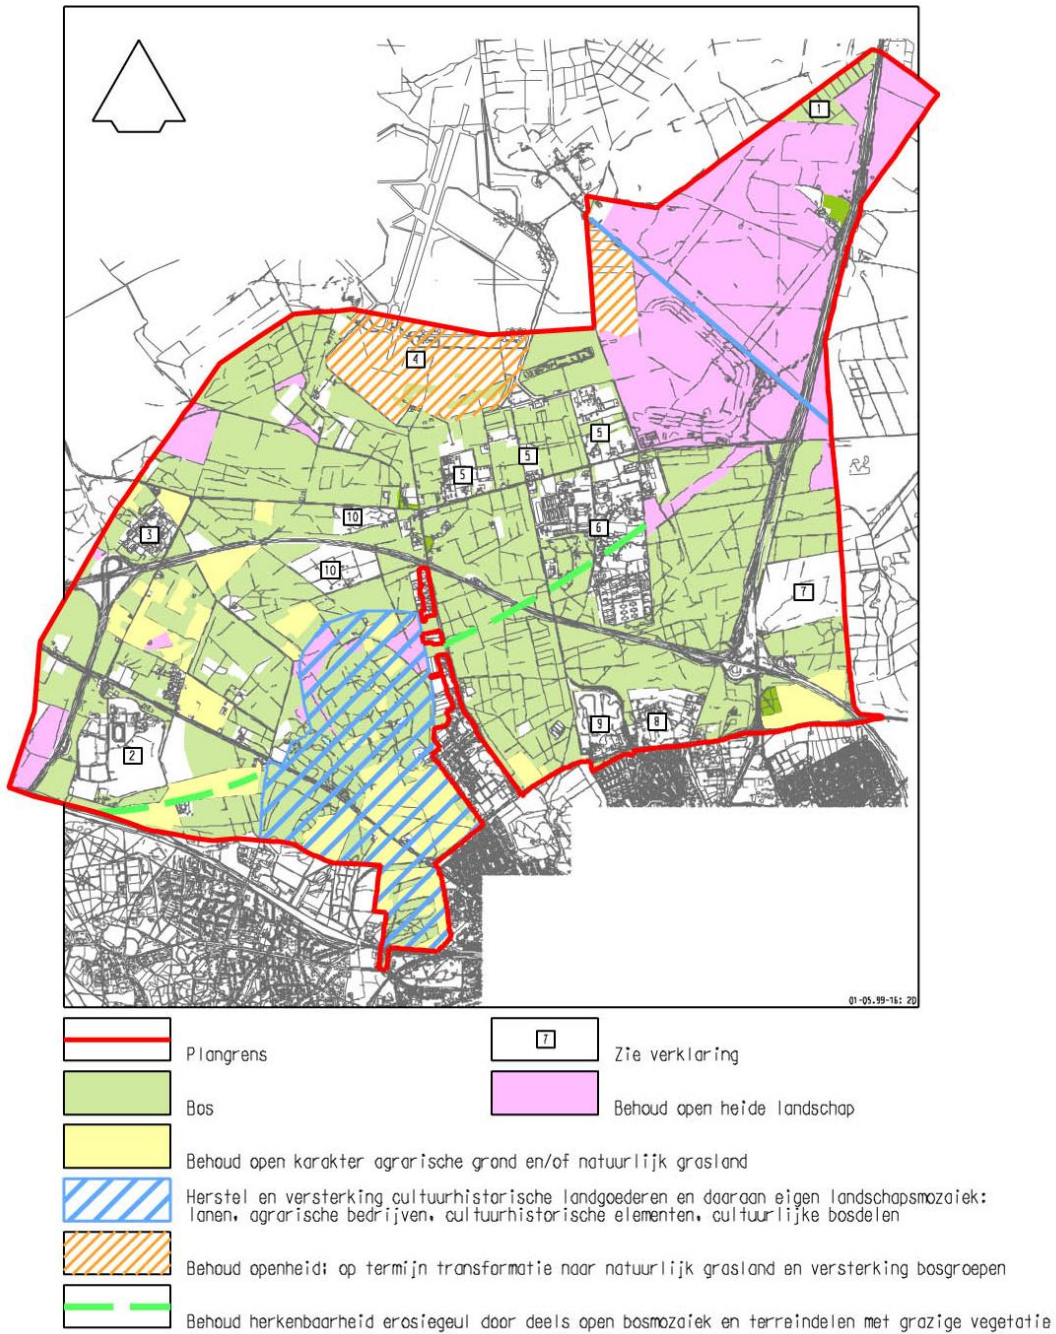 1
4
5
5
5
10
6
3
10
7
9
8
2
01-05.99-16: 20
Plangrens
7
Zie verklaring
Bos
Behoud open heide landschap
Behoud open karakter agrarische grond en/of natuurlijk grasland
Herstel en versterking cultuurhistorische landgoederen en daaraan eigen landschapsmozaiek:
lanen, agrarische bedrijven, cultuurhistorische elementen, cultuurlijke bosdelen
Behoud openheid; op termijn transformatie naar natuurlijk grasland en versterking bosgroepen
Behoud herkenbaarheid erosiegeul door deels open bosmozaiek en terreindelen met grazige vegetatie